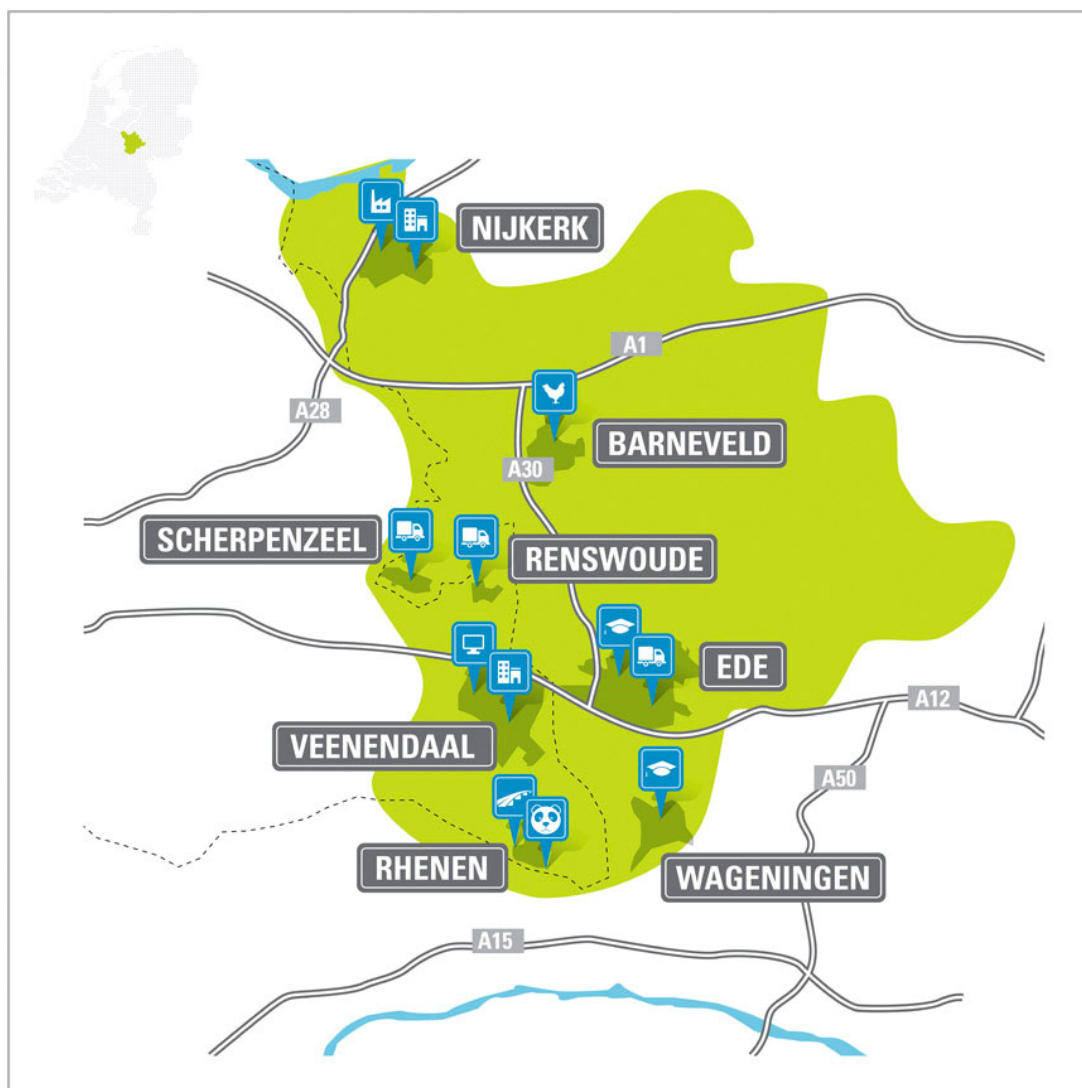 NIJKERK
A1
A28
BARNEVELD
A30
SCHERPENZEEL
RENSWOUDE
EDE
A12
VEENENDAAL
A50
RHENEN
WAGENINGEN
A15